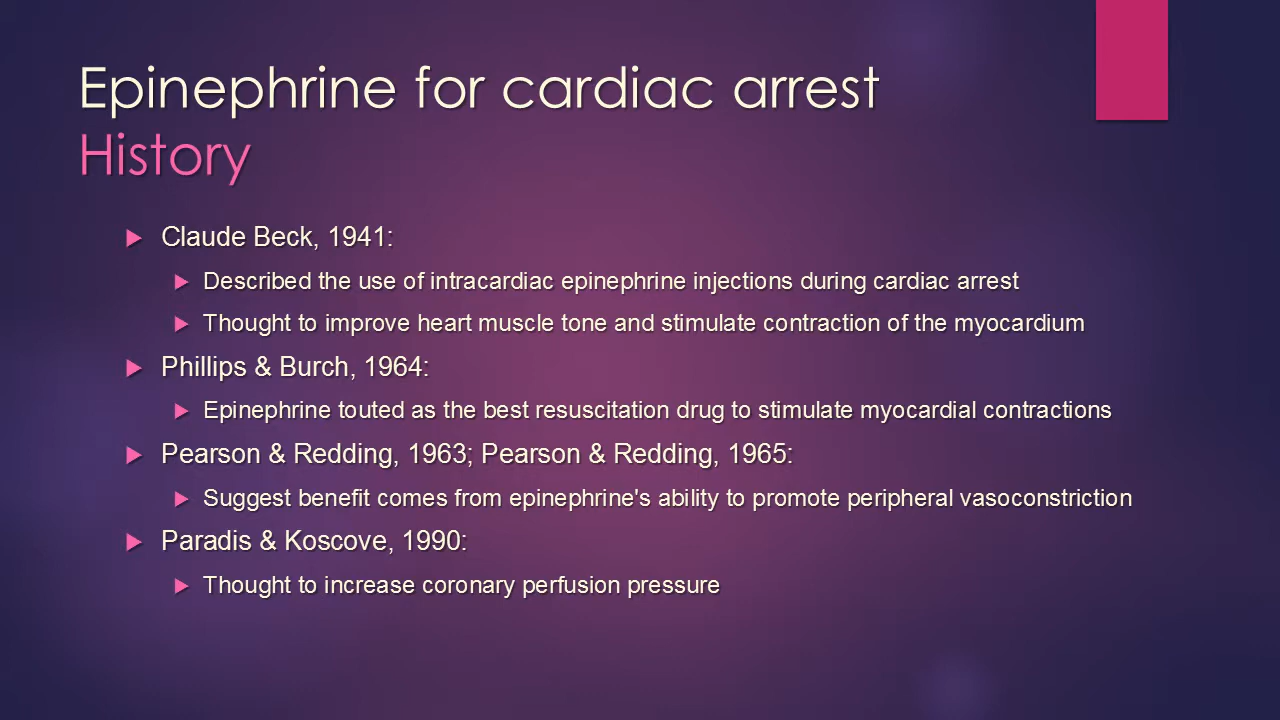 Epinephrine for cardiac arrest
History
Claude Beck, 1941:
Described the use of intracardiac epinephrine injections during cardiac arrest
Thought to improve heart muscle tone and stimulate contraction of the myocardium
Phillips & Burch, 1964:
Epinephrine touted as the best resuscitation drug to stimulate myocardial contractions
Pearson & Redding, 1963; Pearson & Redding, 1965:
Suggest benefit comes from epinephrine's ability to promote peripheral vasoconstriction
Paradis & Koscove, 1990:
Thought to increase coronary perfusion pressure